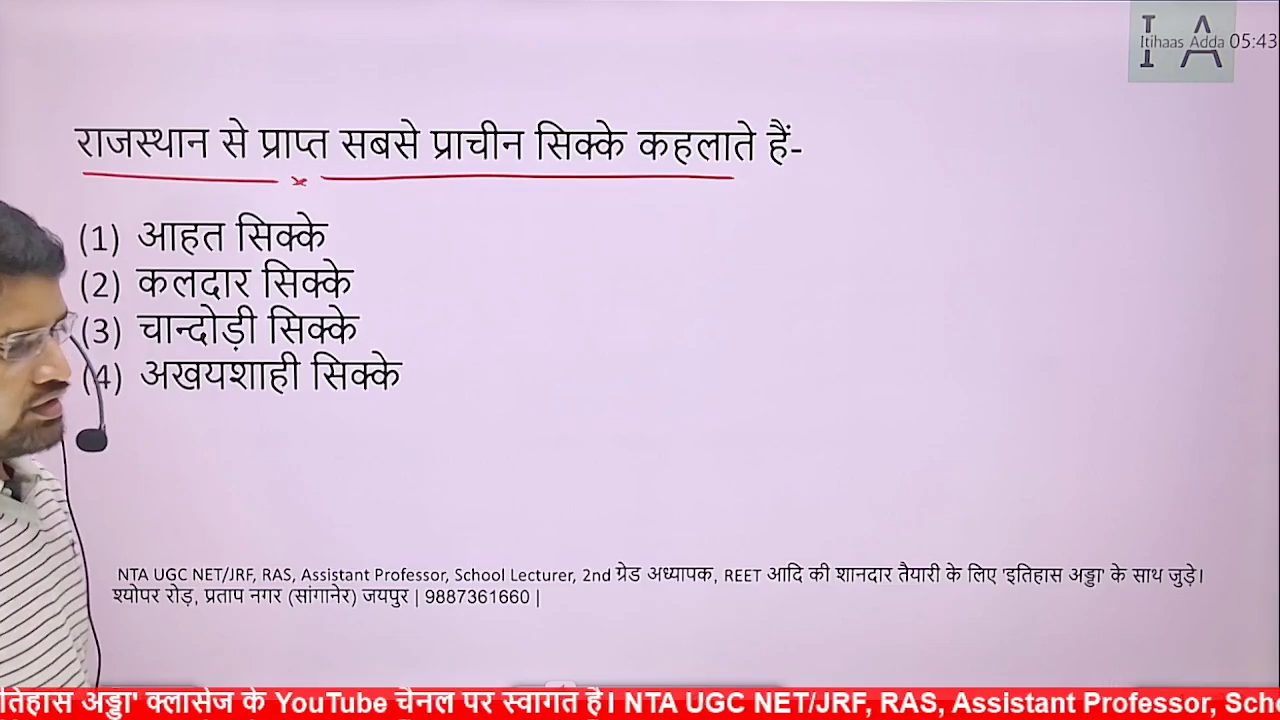 I A
Itihaas Adda 05:43
राजस्थान से प्राप्त सबसे प्राचीन सिक्के कहलाते हैं-
(1) आहत सिक्के
(2) कलदार सिक्के
(3) चान्दोड़ी सिक्के
(4) अखयशाही सिक्के
NTA UGC NET/JRF, RAS, Assistant Professor, School Lecturer, 2nd ग्रेड अध्यापक, REET आदि की शानदार तैयारी के लिए 'इतिहास अड्डा' के साथ जुड़े।
श्योपर रोड़, प्रताप नगर (सांगानेर) जयपुर | 9887361660 |
तिहास अड्डा' क्लासेज के YouTube चैनल पर स्वागत है। NTA UGC NET/JRF, RAS, Assistant Professor, Sch